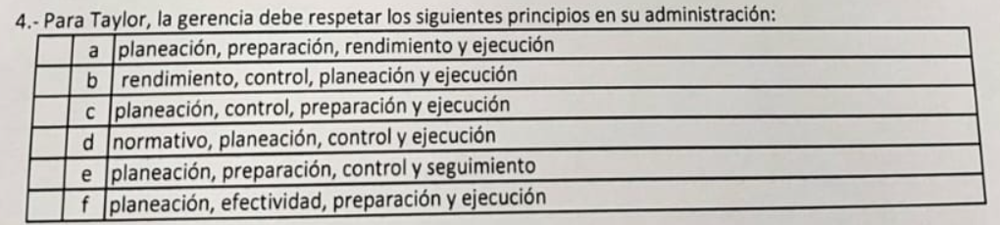 4.- Para Taylor, la gerencia debe respetar los siguientes principios en su administración:
a planeación, preparación, rendimiento y ejecución
b rendimiento, control, planeación y ejecución
c planeación, control, preparación y ejecución
d normativo, planeación, control y ejecución
e planeación, preparación, control y seguimiento
f planeación, efectividad, preparación y ejecución